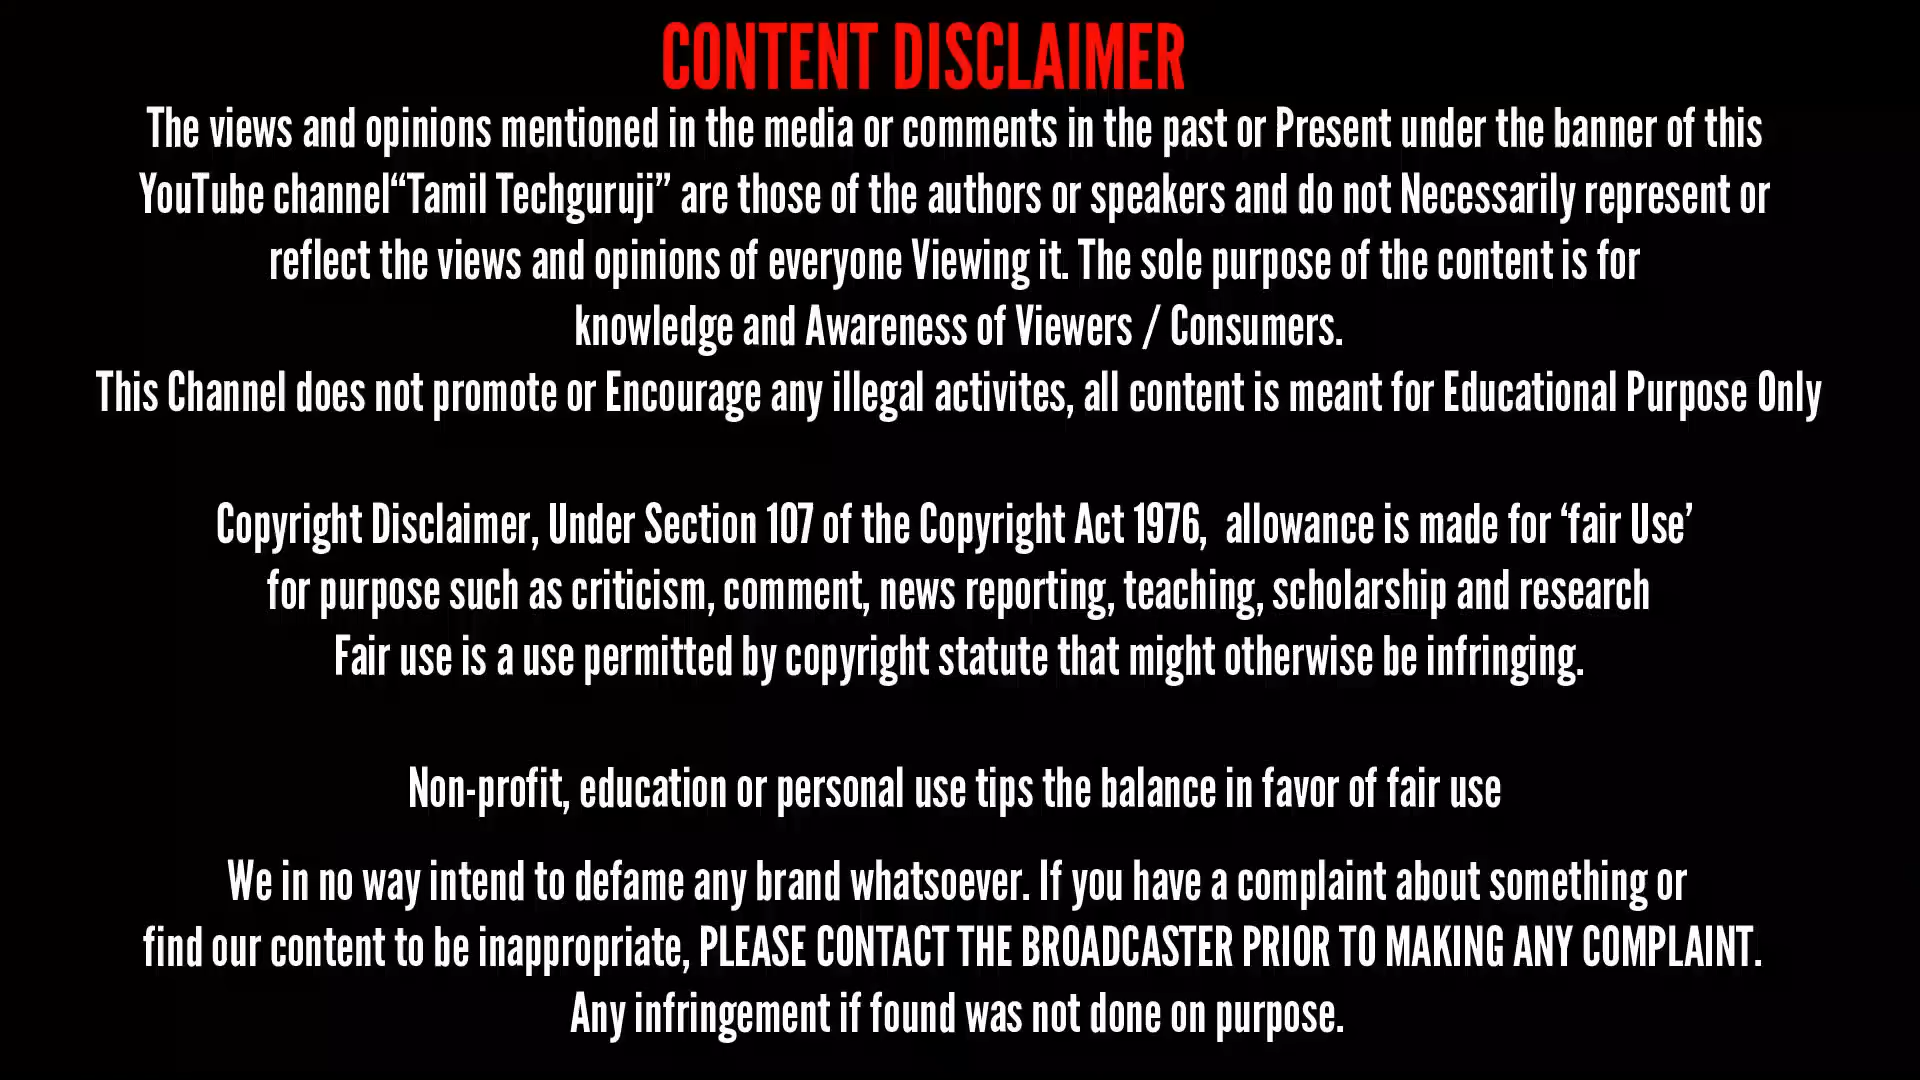 CONTENT DISCLAIMER
The views and opinions mentioned in the media or comments in the past or Present under the banner of this
YouTube channel“Tamil Techguruji” are those of the authors or speakers and do not Necessarily represent or
reflect the views and opinions of everyone Viewing it. The sole purpose of the content is for
knowledge and Awareness of Viewers / Consumers.
This Channel does not promote or Encourage any illegal activites, all content is meant for Educational Purpose Only
Copyright Disclaimer, Under Section 107 of the Copyright Act 1976,  allowance is made for ‘fair Use’
for purpose such as criticism, comment, news reporting, teaching, scholarship and research
Fair use is a use permitted by copyright statute that might otherwise be infringing.
Non-profit, education or personal use tips the balance in favor of fair use
We in no way intend to defame any brand whatsoever. If you have a complaint about something or
find our content to be inappropriate, PLEASE CONTACT THE BROADCASTER PRIOR TO MAKING ANY COMPLAINT.
Any infringement if found was not done on purpose.